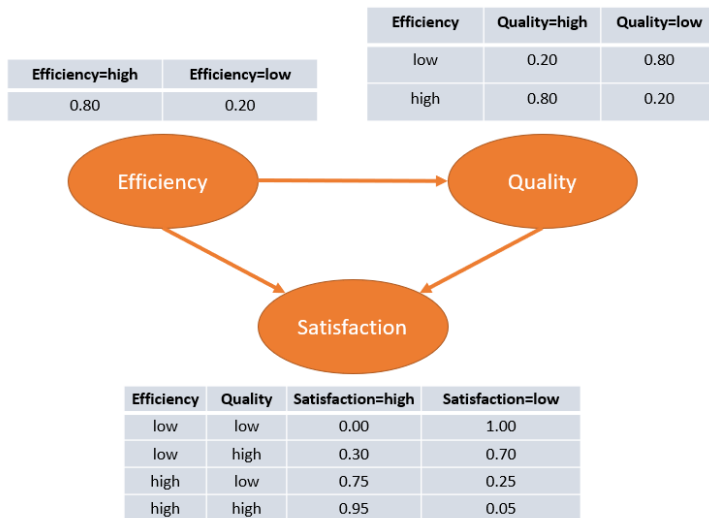 Efficiency Quality=high Quality=low
low 0.20 0.80
high 0.80 0.20
Efficiency=high Efficiency=low
0.80 0.20
Efficiency
Quality
Satisfaction
Efficiency Quality Satisfaction=high Satisfaction=low
low low 0.00 1.00
low high 0.30 0.70
high low 0.75 0.25
high high 0.95 0.05